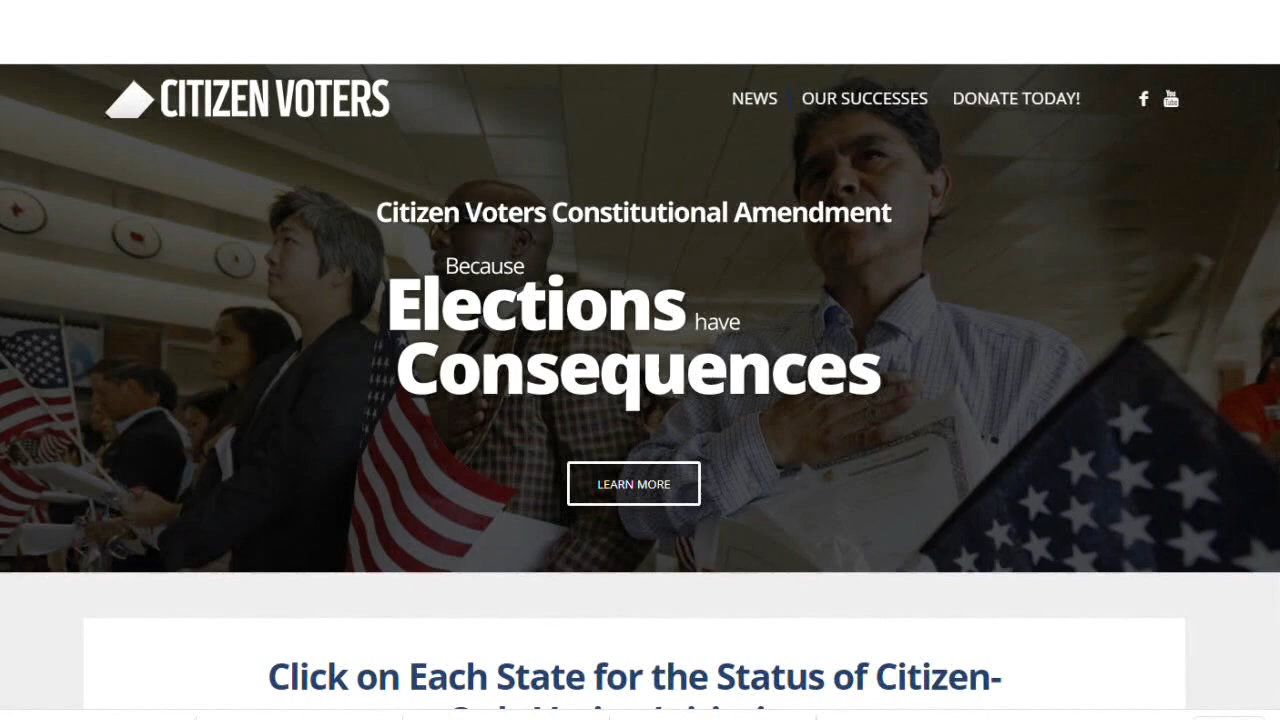 CITIZEN VOTERS
NEWS
OUR SUCCESSES
DONATE TODAY!
Citizen Voters Constitutional Amendment
Because
Elections have
Consequences
LEARN MORE
Click on Each State for the Status of Citizen-